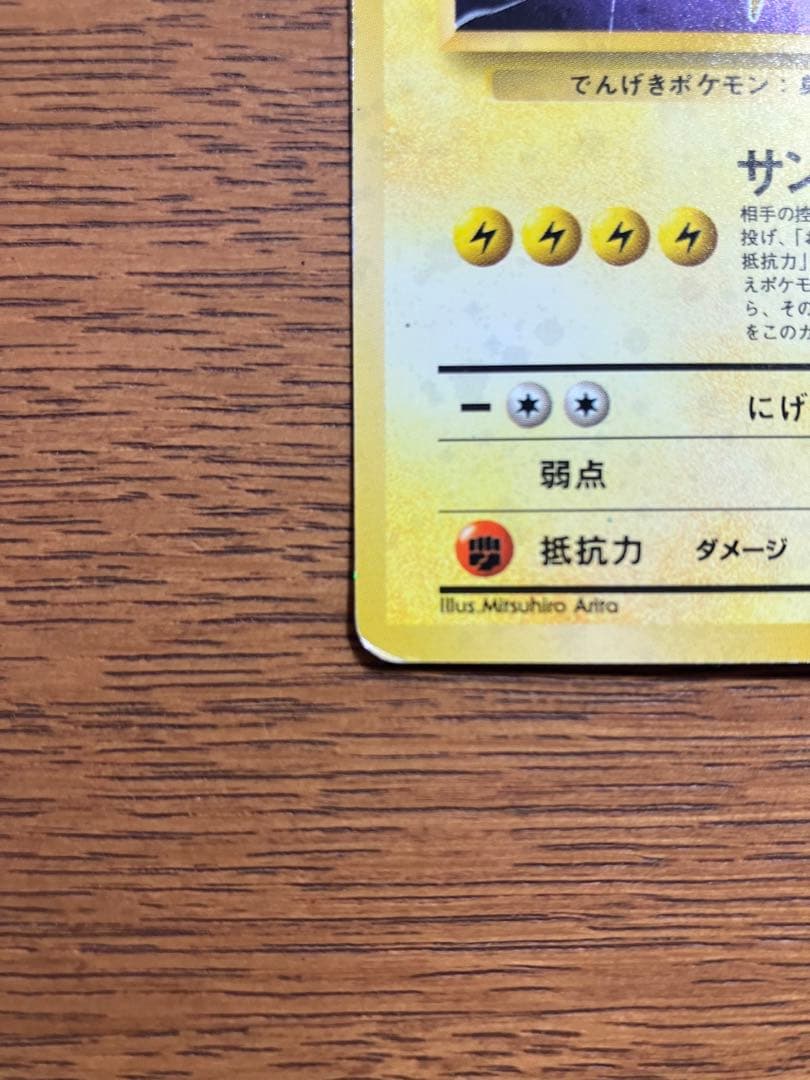 でんげきポケモン：
サン
相手の控
投げ、「
抵抗力」
えポケモ
ら、その
をこのカ
にげ
弱点
抵抗力 ダメージ
Illus. Mitsuhiro Arita